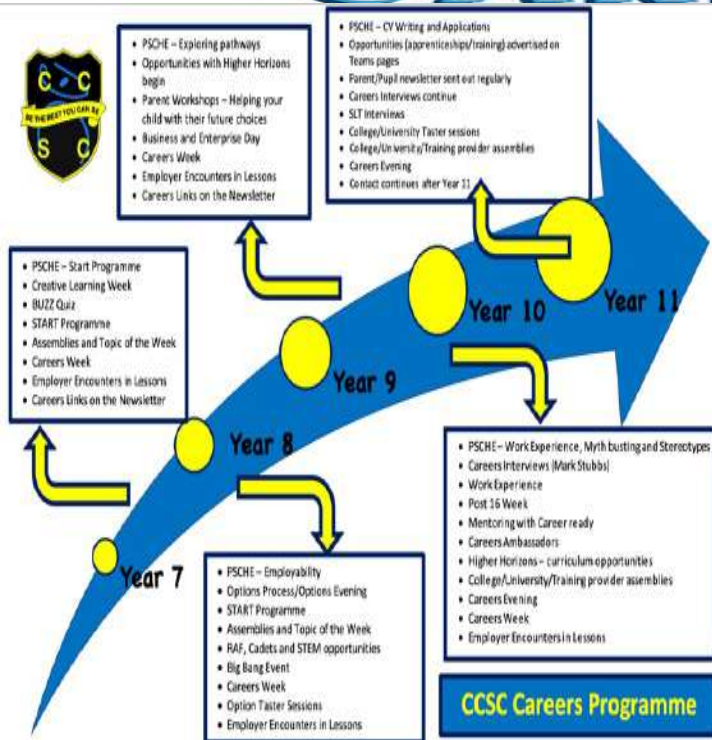 C C
BE THE BEST YOU CAN BE
S C
• PSCHE – Exploring pathways
• Opportunities with Higher Horizons
begin
• Parent Workshops – Helping your
child with their future choices
• Business and Enterprise Day
• Careers Week
• Employer Encounters in Lessons
• Careers Links on the Newsletter
• PSCHE – CV Writing and Applications
• Opportunities (apprenticeships/training) advertised on
Teams pages
• Parent/Pupil newsletter sent out regularly
• Careers Interviews continue
• SLT Interviews
• College/University Taster sessions
• College/University/Training provider assemblies
• Careers Evening
• Contact continues after Year 11
• PSCHE – Start Programme
• Creative Learning Week
• BUZZ Quiz
• START Programme
• Assemblies and Topic of the Week
• Careers Week
• Employer Encounters in Lessons
• Careers Links on the Newsletter
Year 11
Year 10
Year 9
Year 8
Year 7
• PSCHE – Work Experience, Myth busting and Stereotypes
• Careers Interviews (Mark Stubbs)
• Work Experience
• Post 16 Week
• Mentoring with Career ready
• Careers Ambassadors
• Higher Horizons – curriculum opportunities
• College/University/Training provider assemblies
• Careers Evening
• Careers Week
• Employer Encounters in Lessons
• PSCHE – Employability
• Options Process/Options Evening
• START Programme
• Assemblies and Topic of the Week
• RAF, Cadets and STEM opportunities
• Big Bang Event
• Careers Week
• Option Taster Sessions
• Employer Encounters in Lessons
CCSC Careers Programme